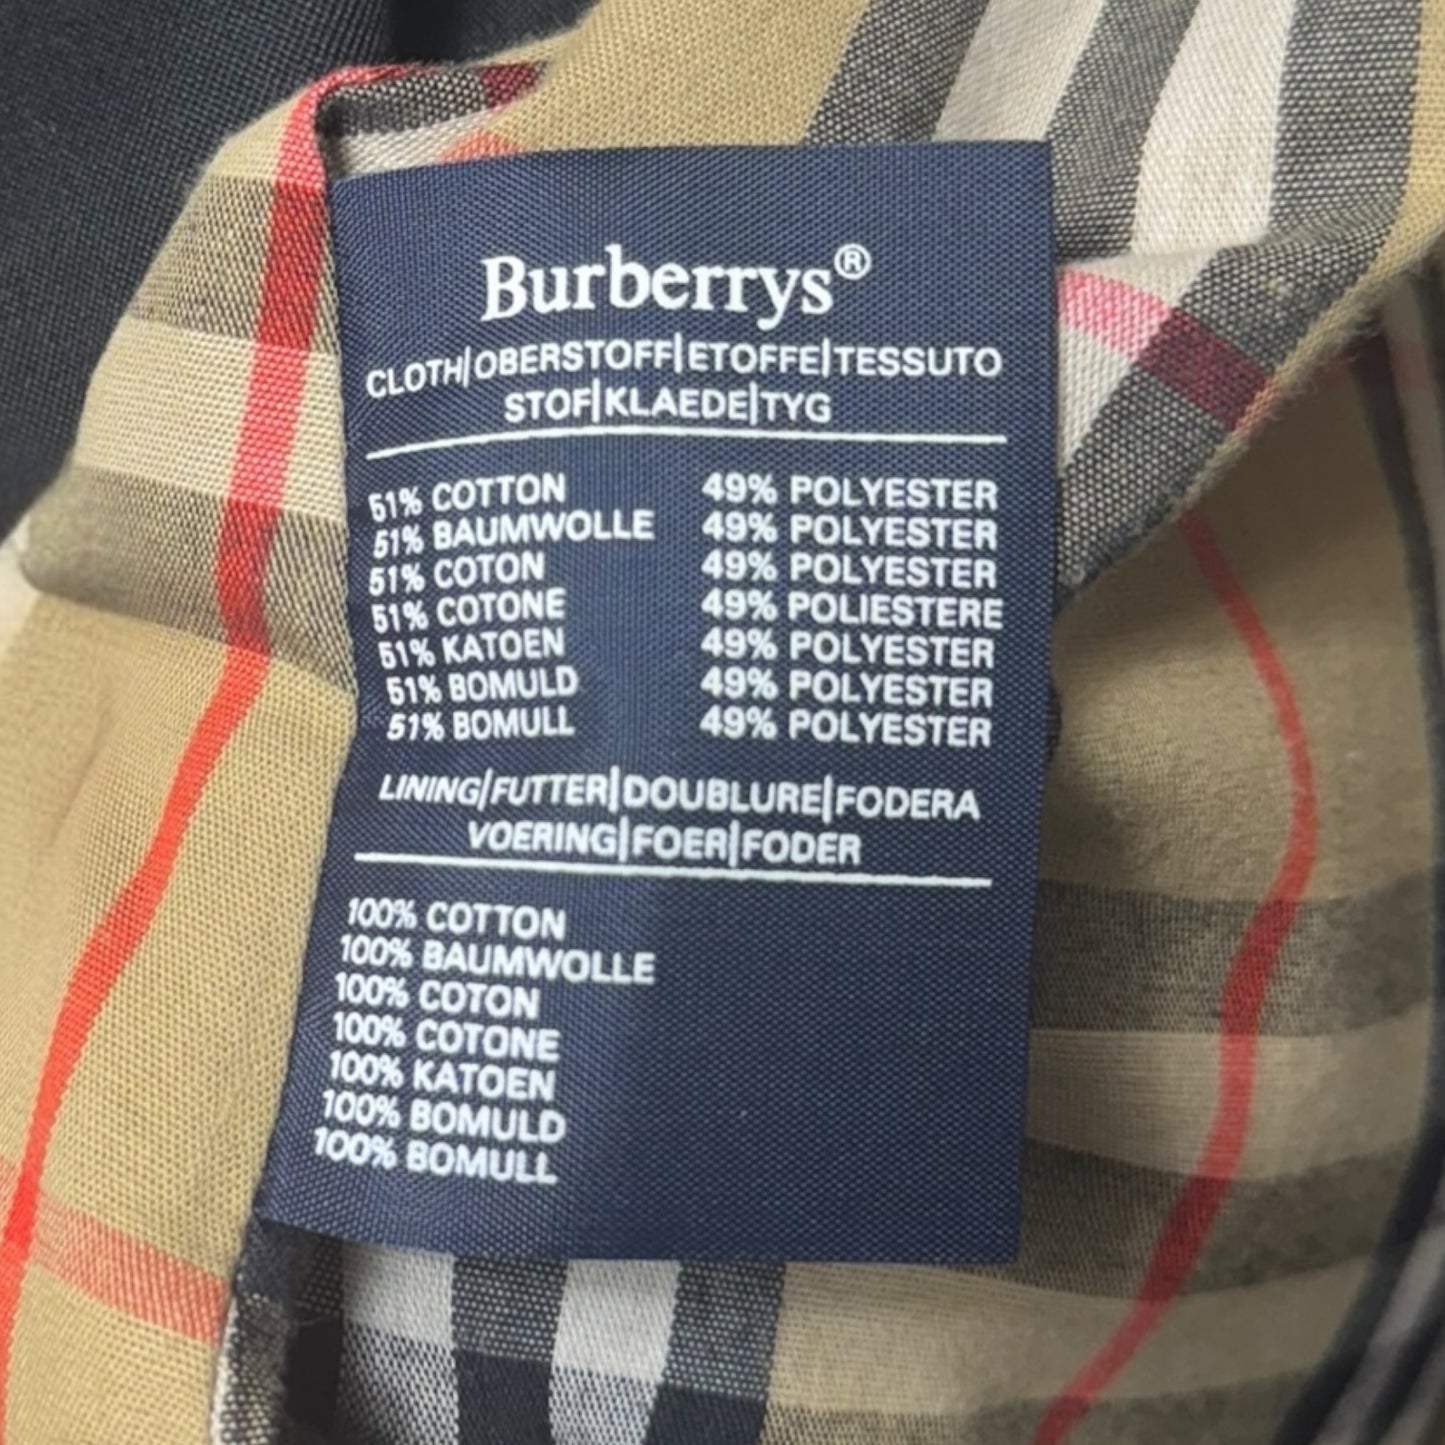 Burberrys®
CLOTH|OBERSTOFF|ETOFFE|TESSUTO
STOF|KLAEDE|TYG
51% COTTON 49% POLYESTER
51% BAUMWOLLE 49% POLYESTER
51% COTON 49% POLYESTER
51% COTONE 49% POLIESTERE
51% KATOEN 49% POLYESTER
51% BOMULD 49% POLYESTER
51% BOMULL 49% POLYESTER
LINING|FUTTER|DOUBLURE|FODERA
VOERING|FOER|FODER
100% COTTON
100% BAUMWOLLE
100% COTON
100% COTONE
100% KATOEN
100% BOMULD
100% BOMULL